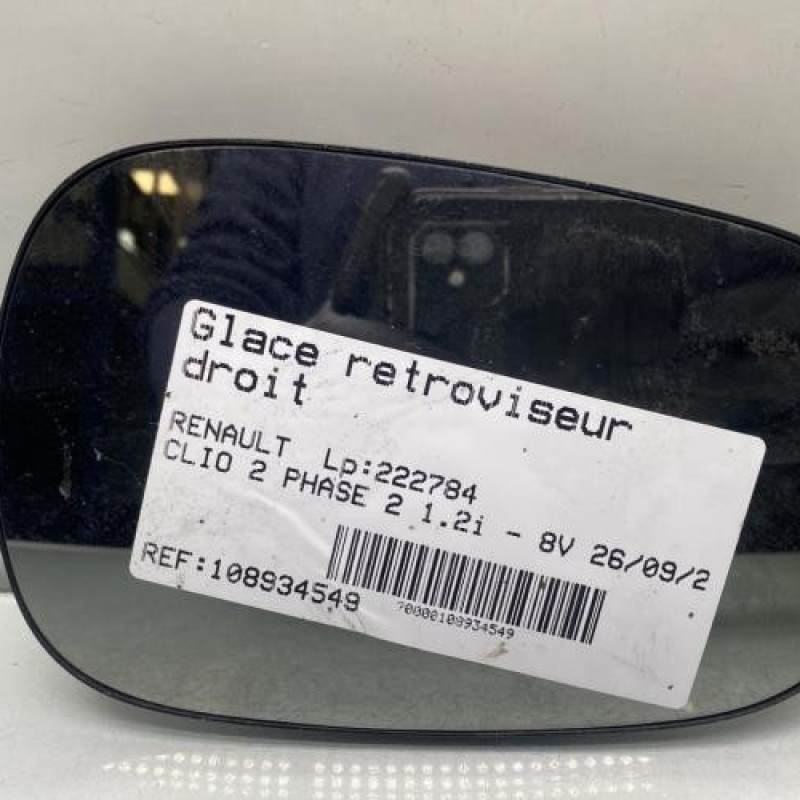 Glace retroviseur
droit
RENAULT Lp:222784
CLIO 2 PHASE 2 1.2i - 8V 26/09/2
REF:108934549
70000108934549